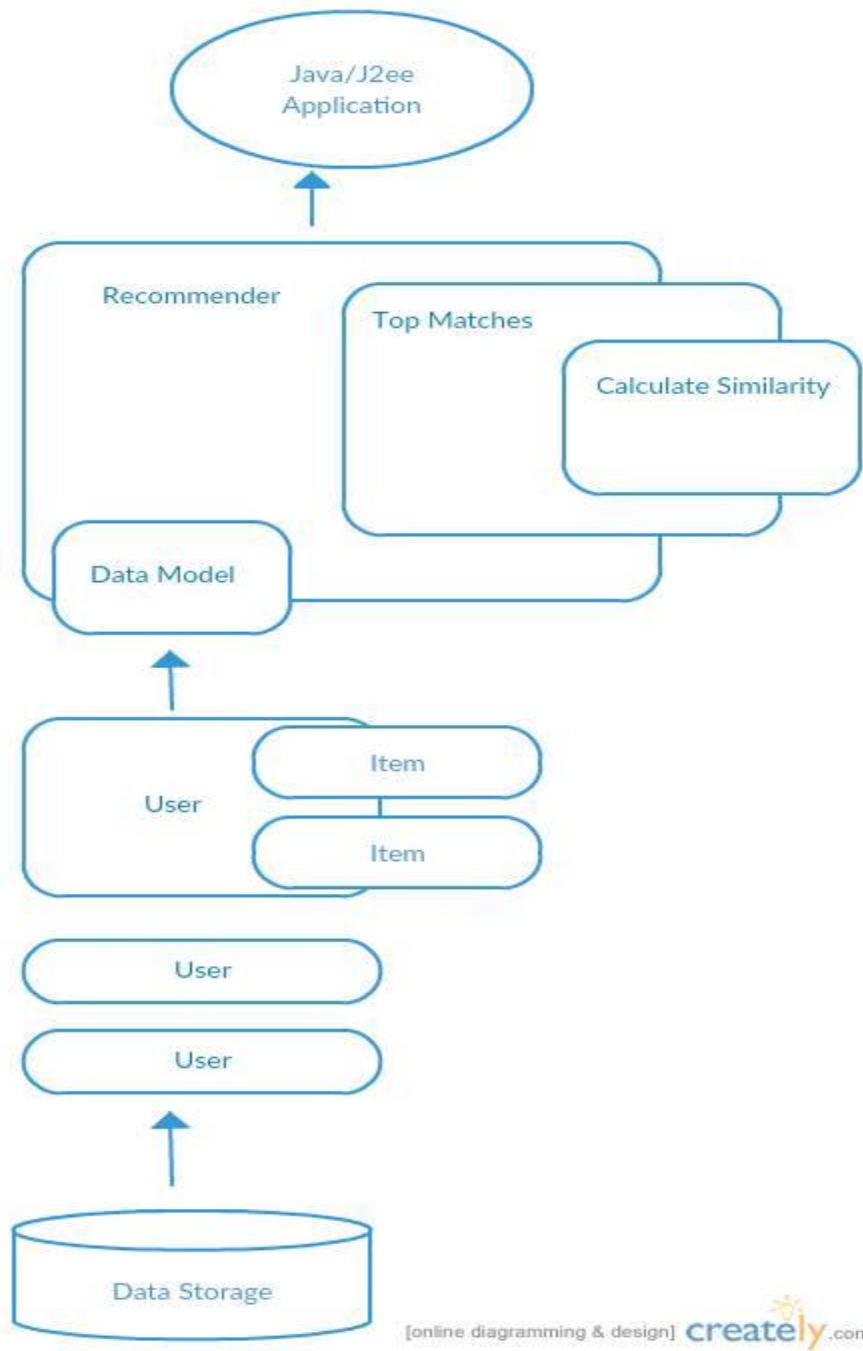 Java/J2ee
Application
Recommender
Top Matches
Calculate Similarity
Data Model
Item
User
Item
User
User
Data Storage
[online diagramming & design] creately.com